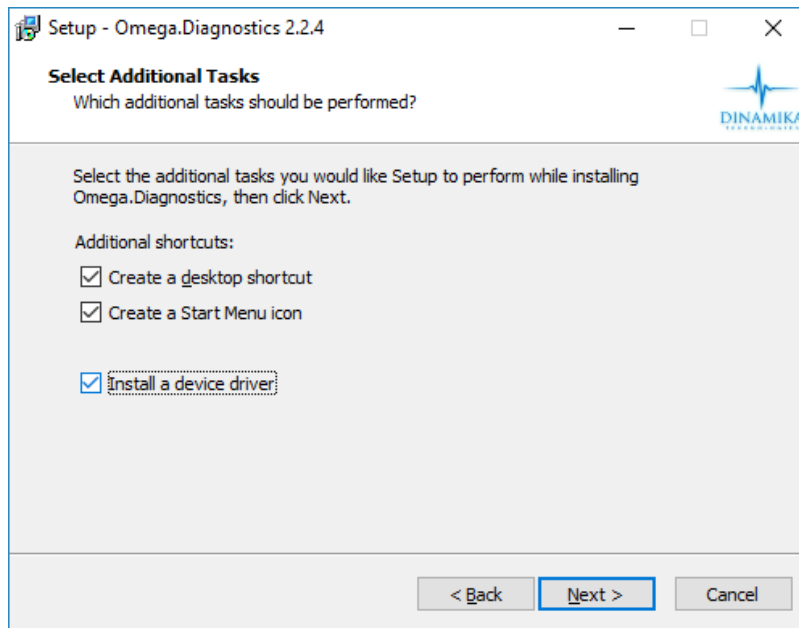 Setup - Omega.Diagnostics 2.2.4
Select Additional Tasks
Which additional tasks should be performed?
DINAMIKA
TECHNOLOGIES
Select the additional tasks you would like Setup to perform while installing
Omega.Diagnostics, then click Next.
Additional shortcuts:
Create a desktop shortcut
Create a Start Menu icon
Install a device driver
< Back
Next >
Cancel